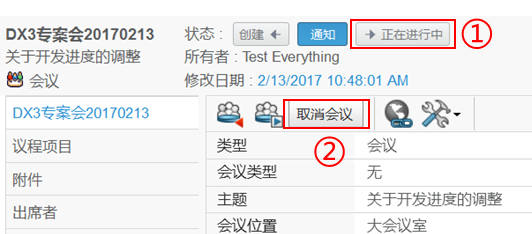 DX3专案会20170213 状态 : 创建 通知 正在进行中 ①
关于开发进度的调整 所有者 : Test Everything
会议 修改日期 : 2/13/2017 10:48:01 AM
DX3专案会20170213
议程项目
附件
出席者
取消会议
②
类型 会议
会议类型 无
主题 关于开发进度的调整
会议位置 大会议室